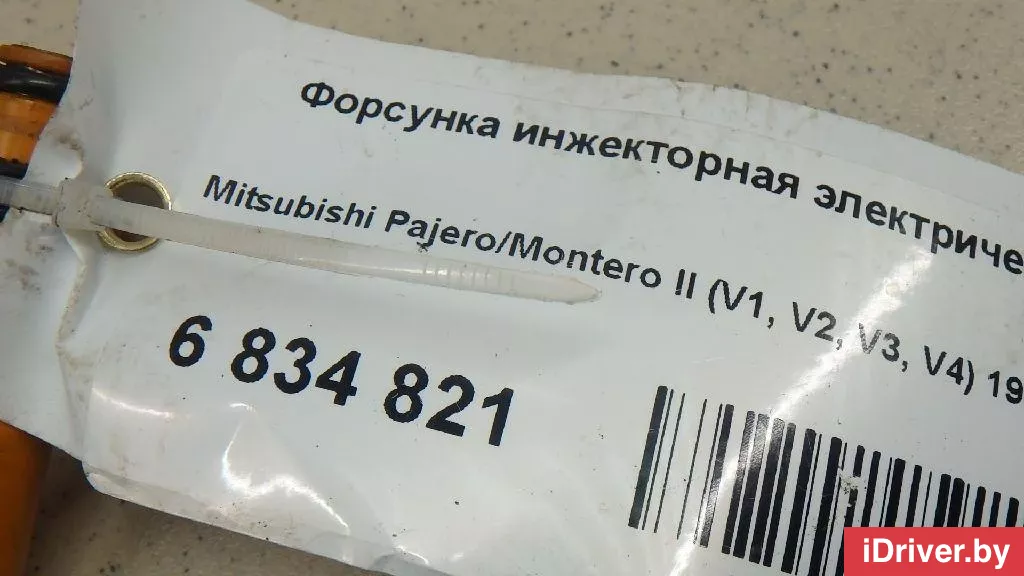 Форсунка инжекторная электриче
Mitsubishi Pajero/Montero II (V1, V2, V3, V4) 19
6 834 821
iDriver.by